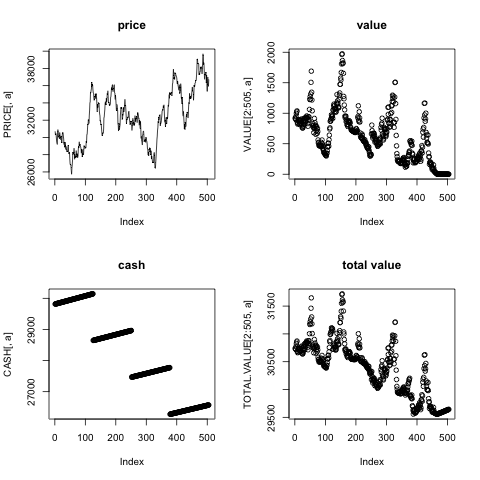 price
PRICE[, a]
26000 32000 38000
0 100 200 300 400 500
Index
value
VALUE[2:505, a]
0 500 1000 1500 2000
0 100 200 300 400 500
Index
cash
CASH[, a]
27000 29000
0 100 200 300 400 500
Index
total value
TOTAL.VALUE[2:505, a]
29500 30500 31500
0 100 200 300 400 500
Index